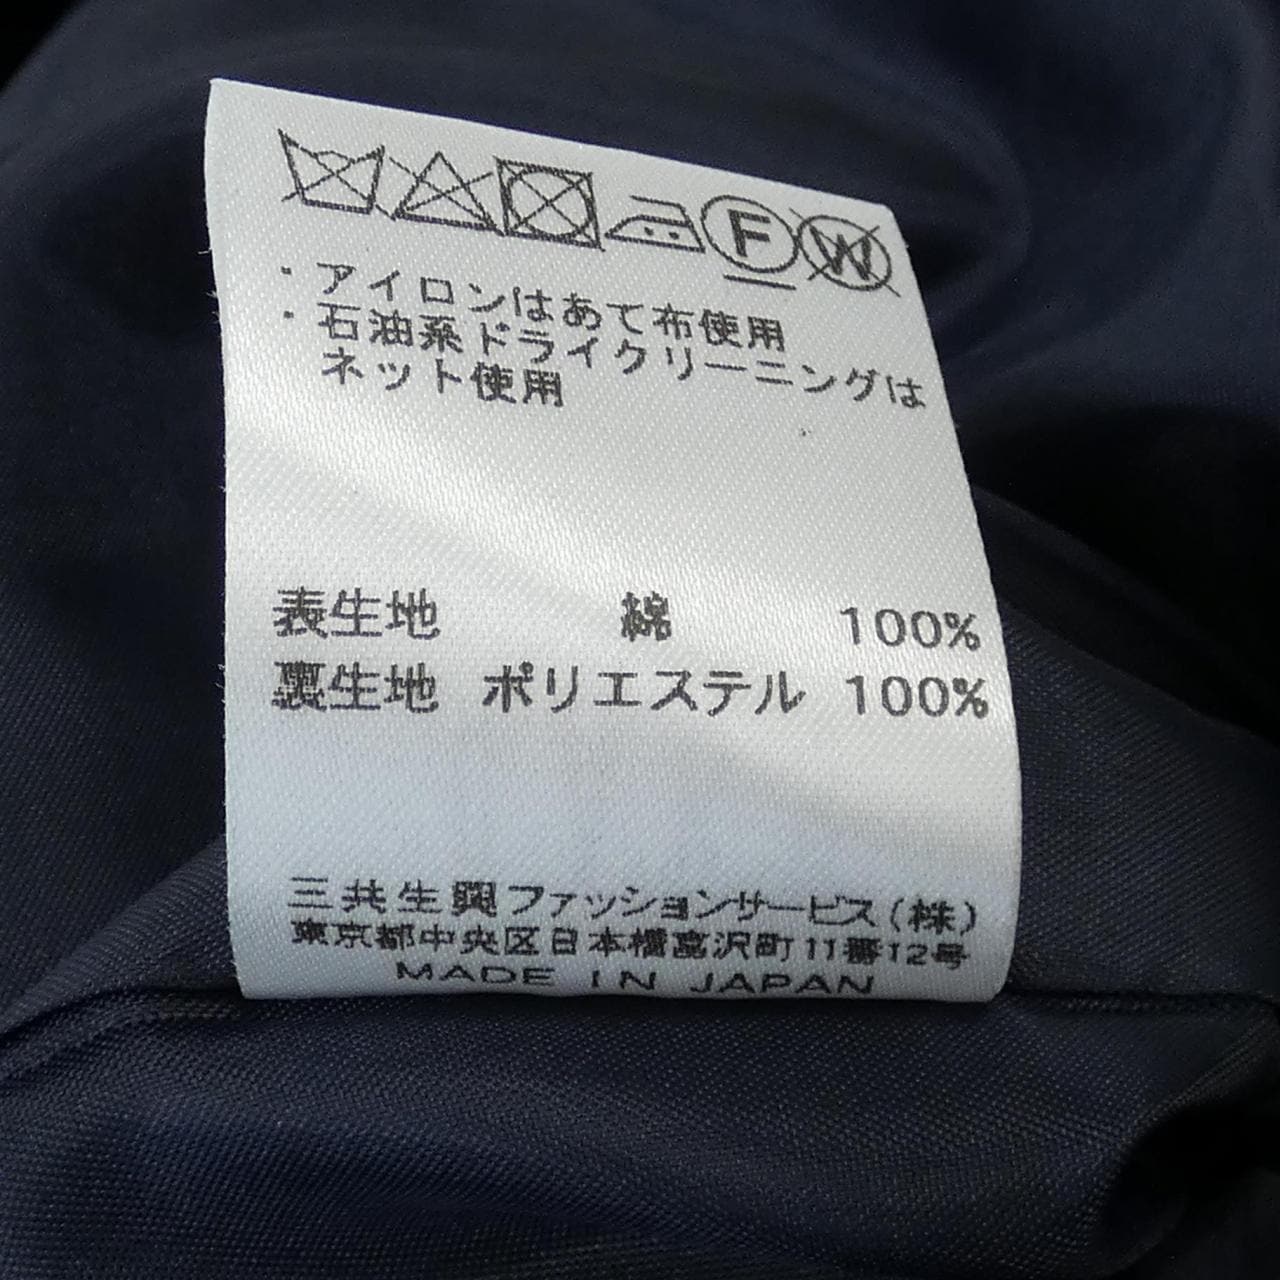 F W
・アイロンはあて布使用
・石油系ドライクリーニングは
ネット使用
表生地 綿 100%
裏生地 ポリエステル 100%
三共生興ファッションサービス(株)
東京都中央区日本橋富沢町11番12号
MADE IN JAPAN